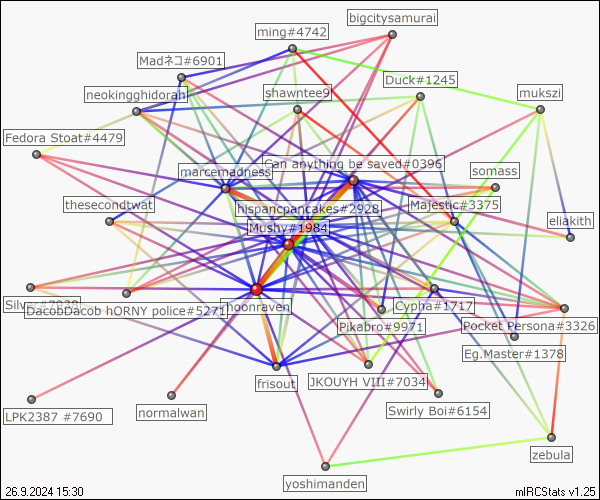 bigcitysamurai
ming#4742
Madネコ#6901
Duck#1245
shawntee9
neokingghidorah
mukszi
Fedora Stoat#4479
Can anything be saved#0396
marcemadness
somass
thesecondtwat
hispancpancakes#2928
Majestic#3375
Mushy#1984
eliakith
Silver#7938
DacobDacob hORNY police#5271
hoonraven
Cypha#1717
Pikabro#9971
Pocket Persona#3326
Eg.Master#1378
frisout
JKOUYH VIII#7034
LPK2387 #7690
normalwan
Swirly Boi#6154
zebula
yoshimanden
26.9.2024 15:30
mIRCStats v1.25